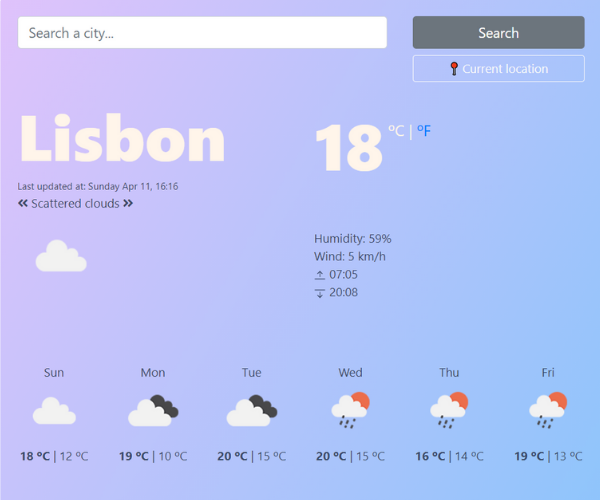 Search a city...
Search
Current location
Lisbon
18 ºC | ºF
Last updated at: Sunday Apr 11, 16:16
Scattered clouds
Humidity: 59%
Wind: 5 km/h
07:05
20:08
Sun Mon Tue Wed Thu Fri
18 ºC | 12 ºC 19 ºC | 10 ºC 20 ºC | 15 ºC 20 ºC | 15 ºC 16 ºC | 14 ºC 19 ºC | 13 ºC